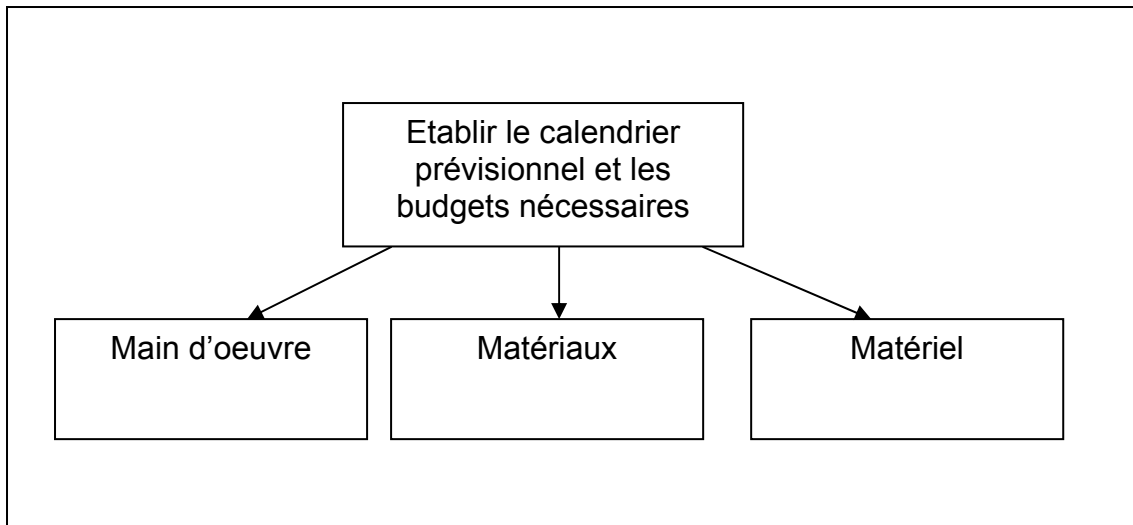 Etablir le calendrier
prévisionnel et les
budgets nécessaires
Main d’oeuvre
Matériaux
Matériel